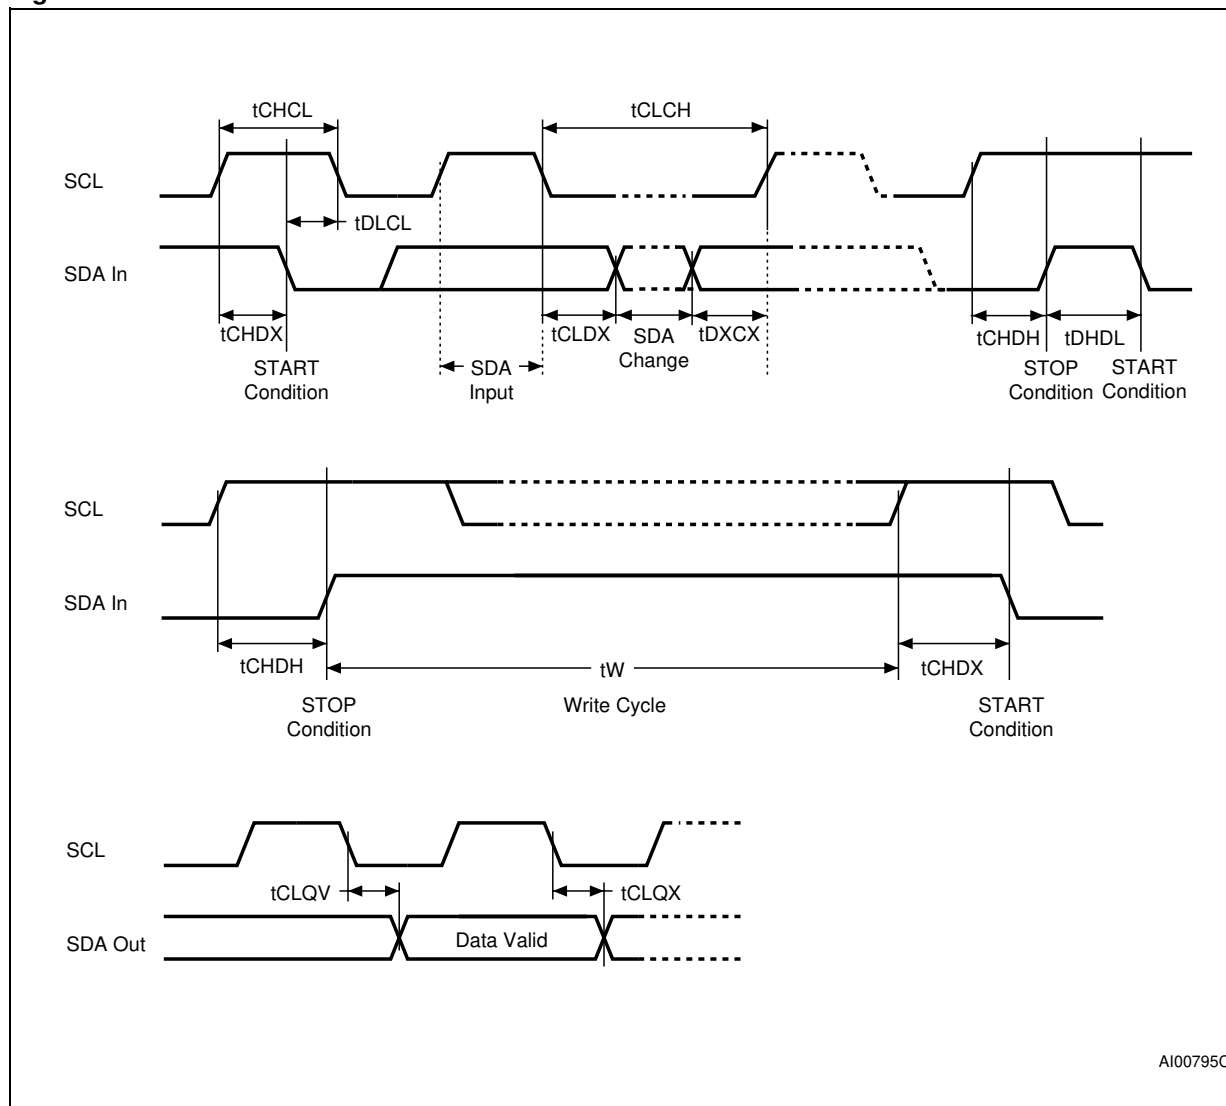 tCHCL
tCLCH
SCL
tDLCL
SDA In
tCHDX
tCLDX
SDA
Change
tDXCX
tCHDH
tDHDL
START
Condition
SDA
Input
STOP
Condition
START
Condition
SCL
SDA In
tCHDH
tW
tCHDX
STOP
Condition
Write Cycle
START
Condition
SCL
tCLQV
tCLQX
SDA Out
Data Valid
AI00795C